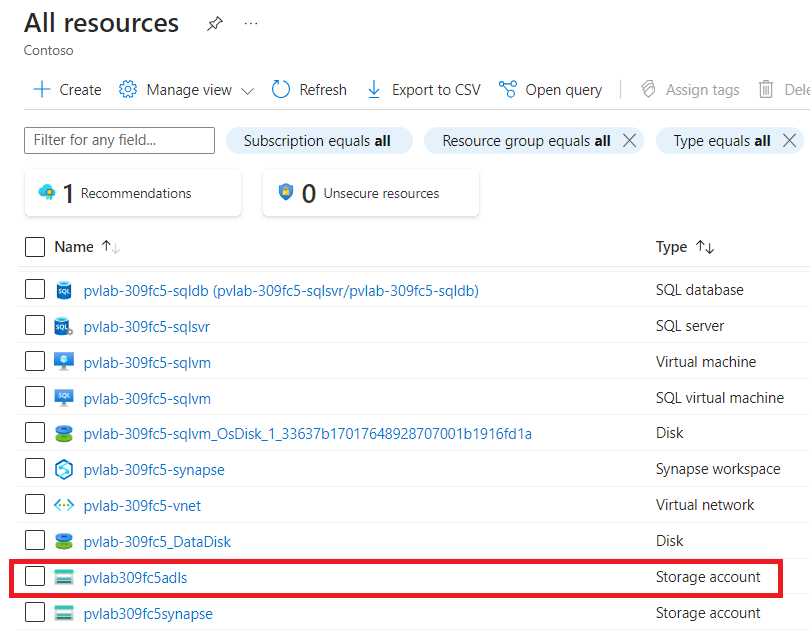 All resources ...
Contoso
Create Manage view Refresh Export to CSV Open query Assign tags Dele
Filter for any field... Subscription equals all Resource group equals all Type equals all
1 Recommendations 0 Unsecure resources
Name Type
pvlab-309fc5-sqldb (pvlab-309fc5-sqlsvr/pvlab-309fc5-sqldb) SQL database
pvlab-309fc5-sqlsvr SQL server
pvlab-309fc5-sqlvm Virtual machine
pvlab-309fc5-sqlvm SQL virtual machine
pvlab-309fc5-sqlvm_OsDisk_1_33637b17017648928707001b1916fd1a Disk
pvlab-309fc5-synapse Synapse workspace
pvlab-309fc5-vnet Virtual network
pvlab-309fc5_DataDisk Disk
pvlab309fc5adls Storage account
pvlab309fc5synapse Storage account